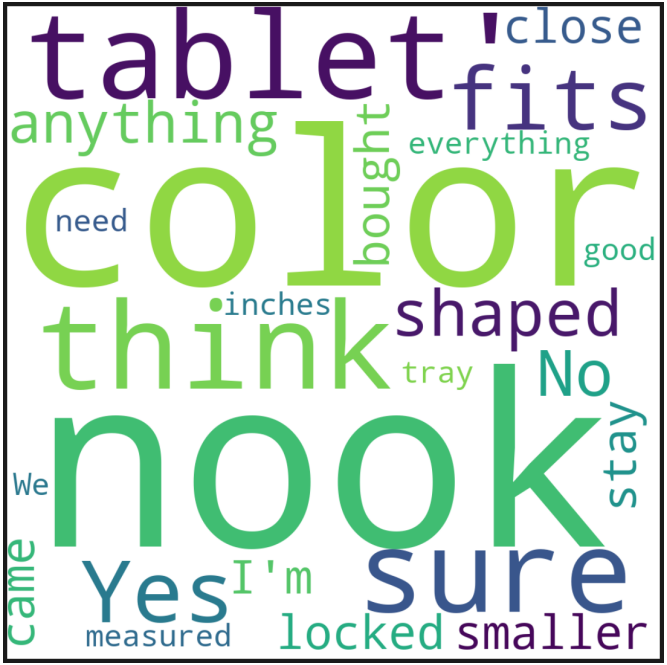 tablet'
close
fits
anything
bought
everything
color
need
good
inches
shaped
think
tray
No
stay
nook
We
came
Yes
I'm
sure
measured
locked
smaller